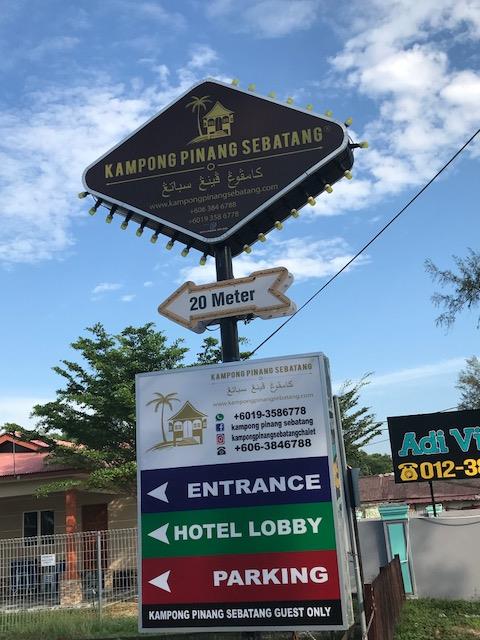 KAMPONG PINANG SEBATANG®
كامڤوڠ ڤينڠ سباتڠ
www.kampongpinangsebatang.com
+606 384 6788
+6019 358 6778
20 Meter
KAMPONG PINANG SEBATANG
كامڤوڠ ڤينڠ سباتڠ
www.kampongpinangsebatang.com
+6019-3586778
kampong pinang sebatang
kampongpinangsebatangchalet
+606-3846788
ENTRANCE
HOTEL LOBBY
PARKING
KAMPONG PINANG SEBATANG GUEST ONLY
Adi Vi
012-38